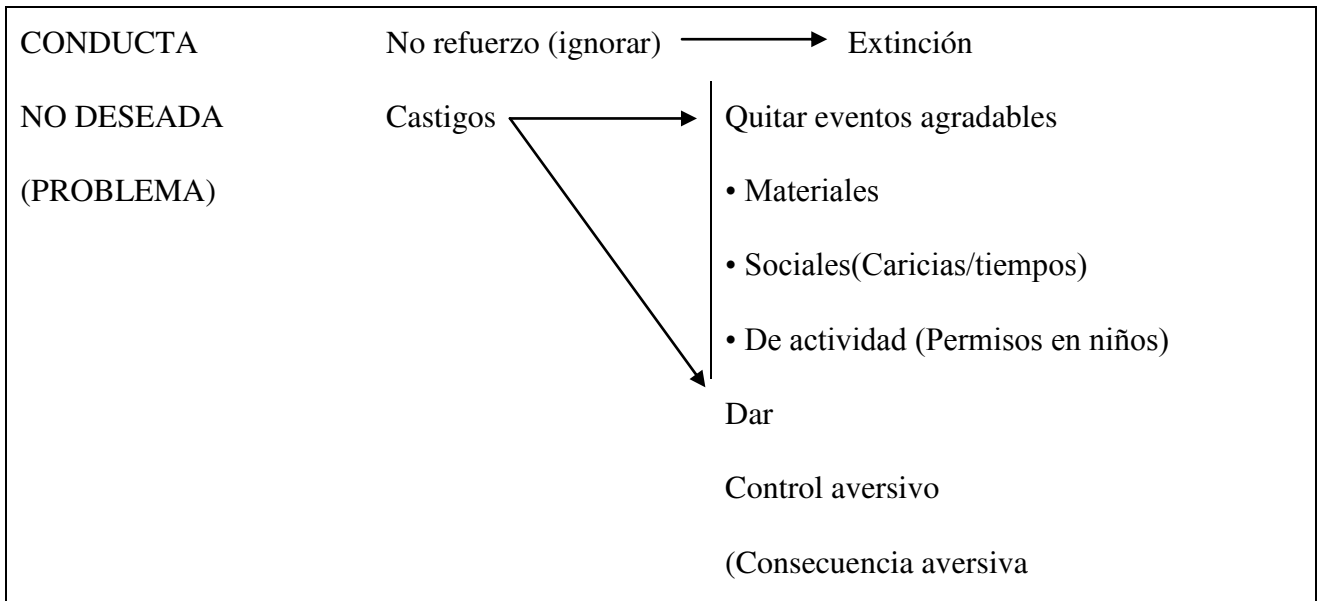 CONDUCTA No refuerzo (ignorar) Extinción
NO DESEADA Castigos Quitar eventos agradables
(PROBLEMA) • Materiales
• Sociales(Caricias/tiempos)
• De actividad (Permisos en niños)
Dar
Control aversivo
(Consecuencia aversiva